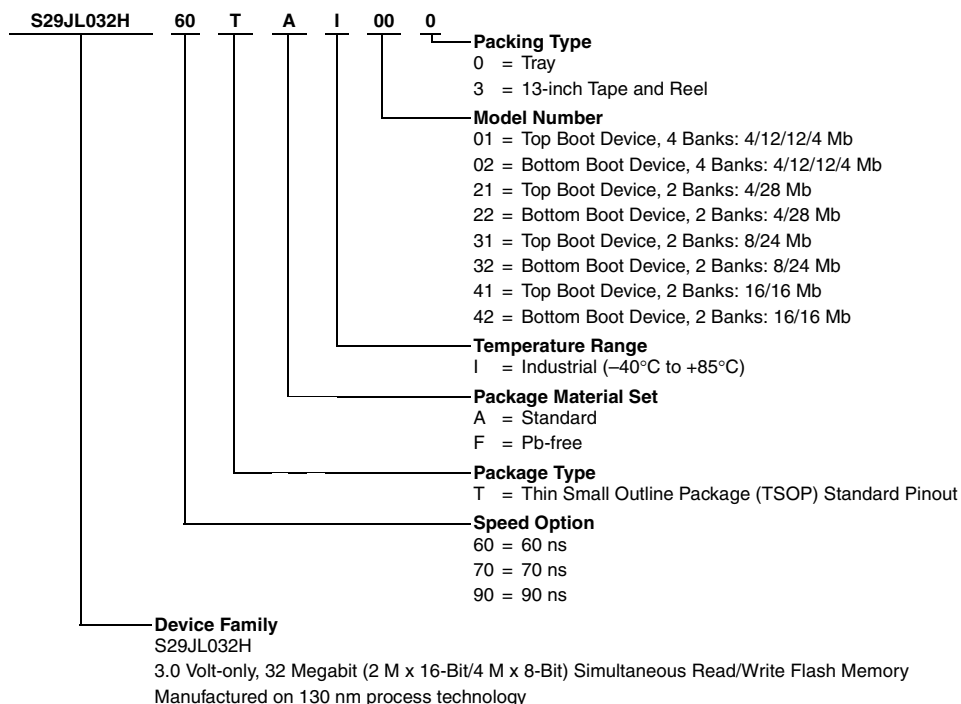 S29JL032H 60 T A I 00 0
Packing Type
0 = Tray
3 = 13-inch Tape and Reel
Model Number
01 = Top Boot Device, 4 Banks: 4/12/12/4 Mb
02 = Bottom Boot Device, 4 Banks: 4/12/12/4 Mb
21 = Top Boot Device, 2 Banks: 4/28 Mb
22 = Bottom Boot Device, 2 Banks: 4/28 Mb
31 = Top Boot Device, 2 Banks: 8/24 Mb
32 = Bottom Boot Device, 2 Banks: 8/24 Mb
41 = Top Boot Device, 2 Banks: 16/16 Mb
42 = Bottom Boot Device, 2 Banks: 16/16 Mb
Temperature Range
I = Industrial (–40°C to +85°C)
Package Material Set
A = Standard
F = Pb-free
Package Type
T = Thin Small Outline Package (TSOP) Standard Pinout
Speed Option
60 = 60 ns
70 = 70 ns
90 = 90 ns
Device Family
S29JL032H
3.0 Volt-only, 32 Megabit (2 M x 16-Bit/4 M x 8-Bit) Simultaneous Read/Write Flash Memory
Manufactured on 130 nm process technology